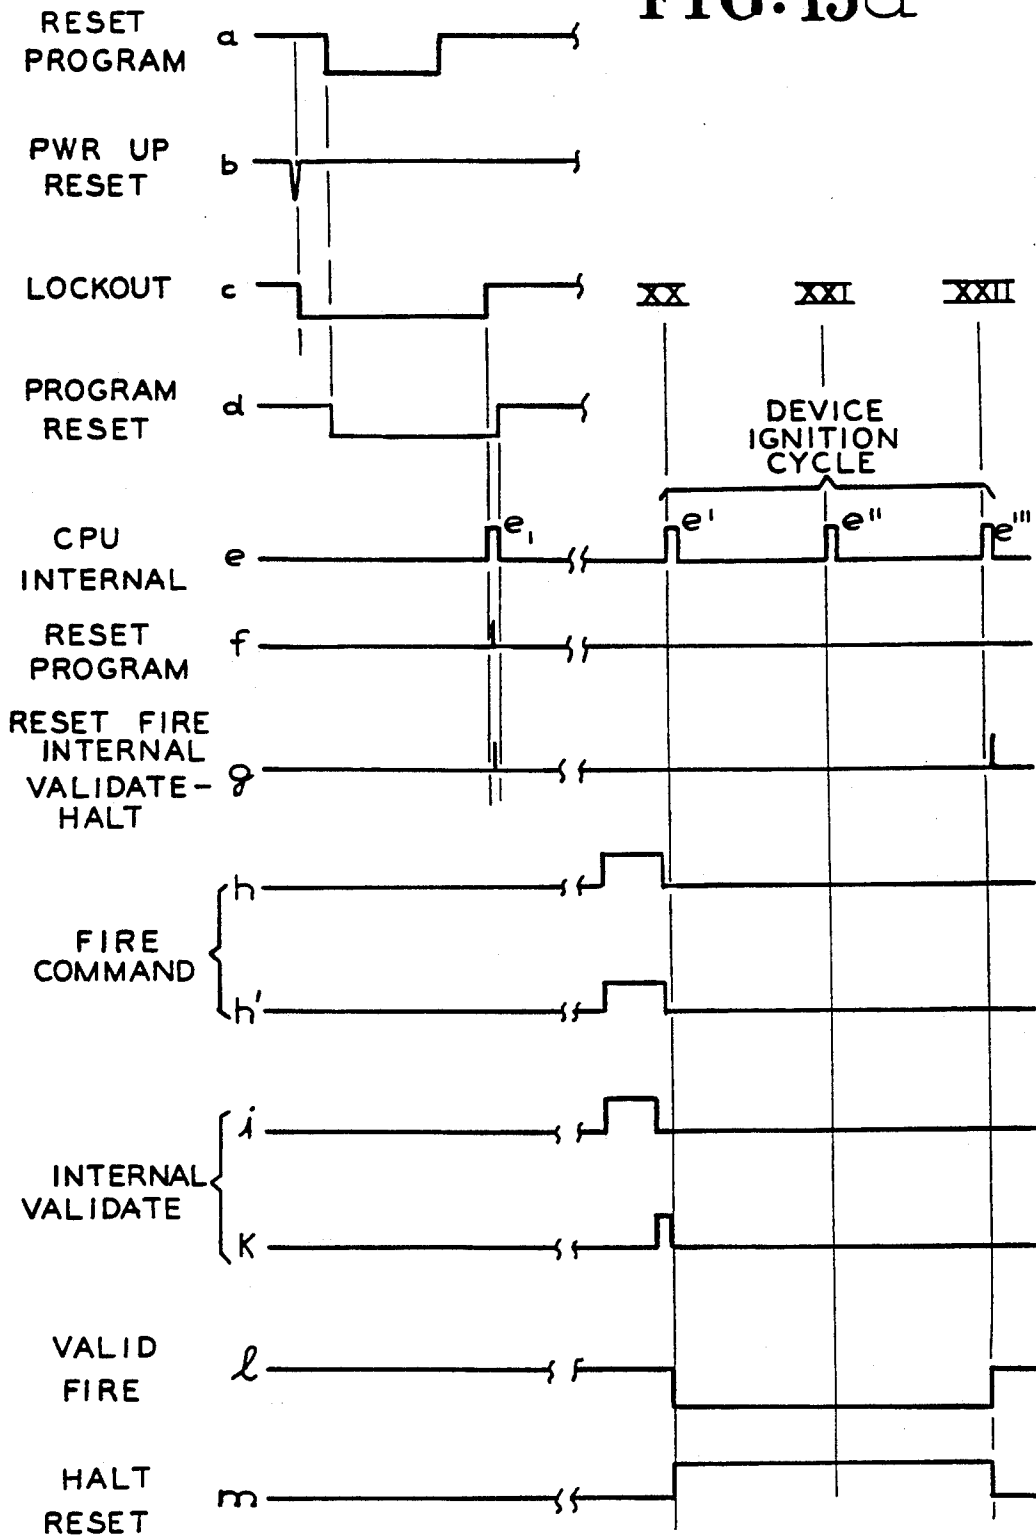 FIG. 15a
RESET
PROGRAM
a
PWR UP
RESET
b
LOCKOUT
c
XX
XXI
XXII
PROGRAM
RESET
d
DEVICE
IGNITION
CYCLE
CPU
INTERNAL
e
e₁
e'
e''
e'''
RESET
PROGRAM
f
RESET FIRE
INTERNAL
VALIDATE-
HALT
g
FIRE
COMMAND
h
h'
INTERNAL
VALIDATE
i
K
VALID
FIRE
l
HALT
RESET
m